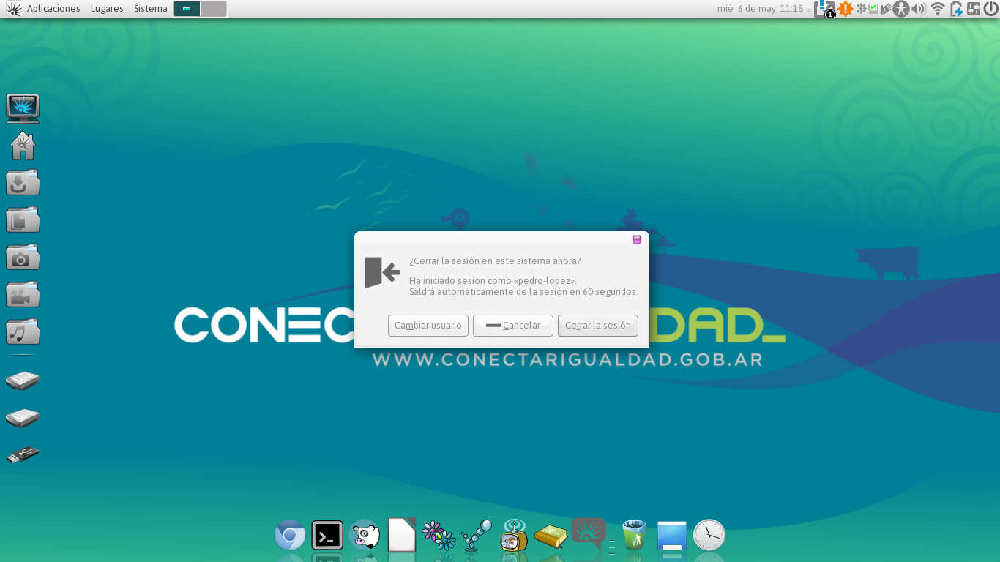 Aplicaciones Lugares Sistema mié 6 de may, 11:18
1
¿Cerrar la sesión en este sistema ahora?
Ha iniciado sesión como «pedro-lopez».
Saldrá automáticamente de la sesión en 60 segundos.
Cambiar usuario Cancelar Cerrar la sesión
CONEC DAD_
WWW.CONECTARIGUALDAD.GOB.AR